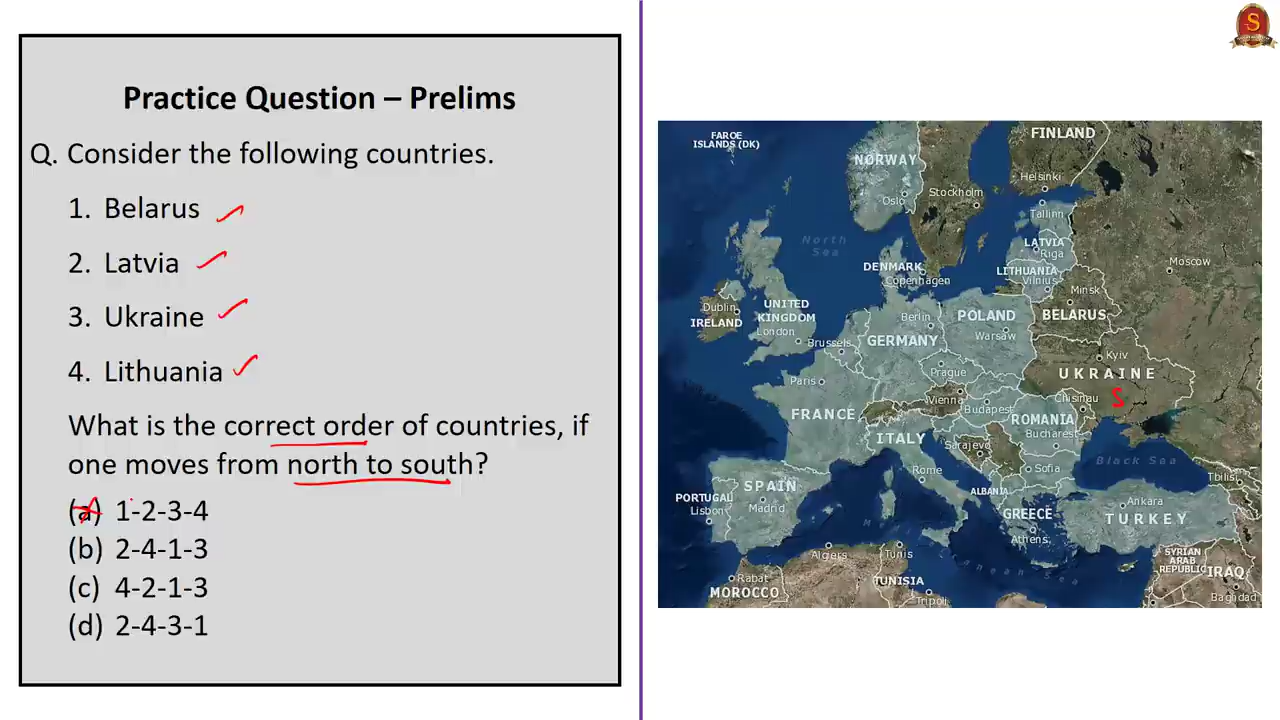 Practice Question – Prelims
Q. Consider the following countries.
1. Belarus
2. Latvia
3. Ukraine
4. Lithuania
What is the correct order of countries, if
one moves from north to south?
(a) 1-2-3-4
(b) 2-4-1-3
(c) 4-2-1-3
(d) 2-4-3-1
S
FAROE
ISLANDS (DK)
FINLAND
NORWAY
Helsinki
Stockholm
Oslo
Tallinn
North
Sea
LATVIA
Riga
Moscow
DENMARK
Copenhagen
LITHUANIA
Vilnius
Minsk
Dublin
IRELAND
UNITED
KINGDOM
London
Berlin
POLAND
Warsaw
BELARUS
Brussels
GERMANY
Kyiv
UKRAINE
Prague
Paris
Vienna
Chisinau
S
Budapest
FRANCE
ROMANIA
Bucharest
ITALY
Sarajevo
Black Sea
Rome
Sofia
Tbilis
SPAIN
Madrid
PORTUGAL
Lisbon
ALBANIA
GREECE
Athens
Ankara
TURKEY
Algiers
Tunis
SYRIAN
ARAB
REPUBLIC
IRAQ
Rabat
MOROCCO
TUNISIA
Tripoli
Baghdad